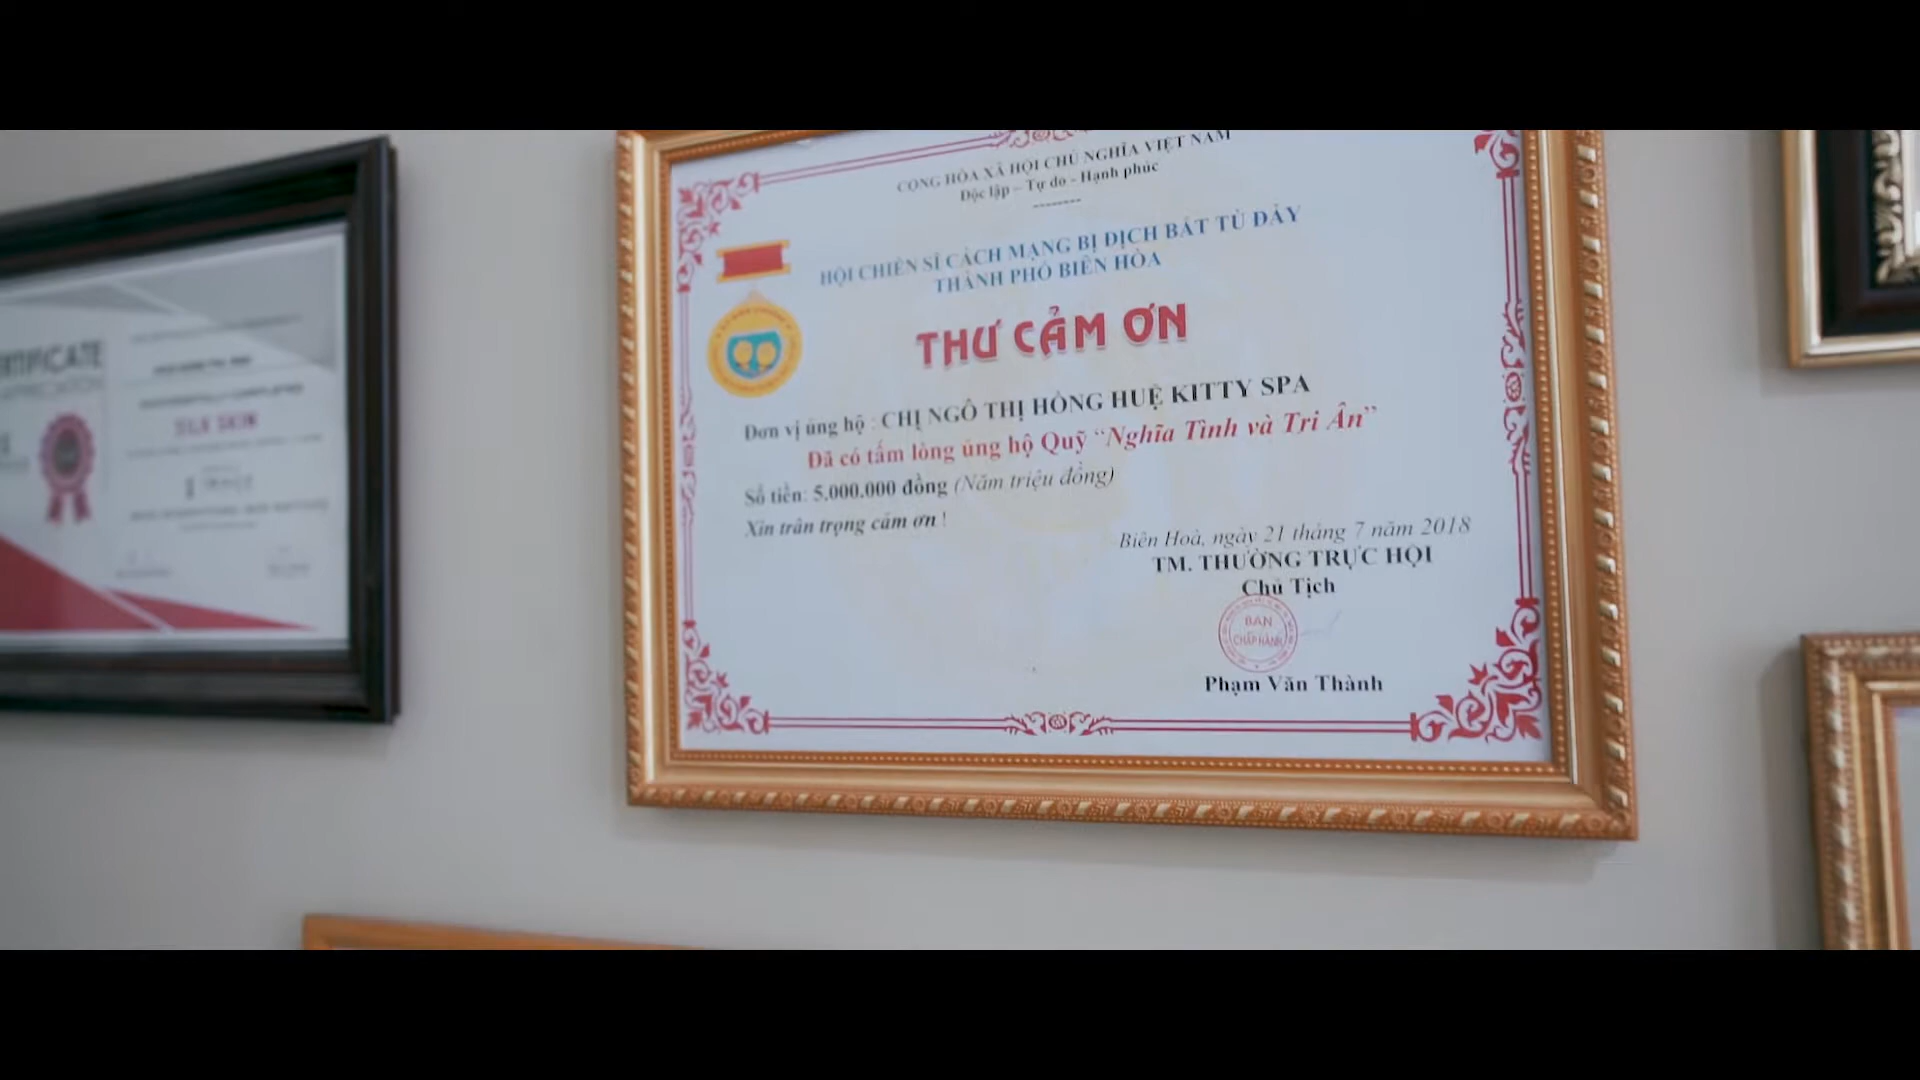 CỘNG HÒA XÃ HỘI CHỦ NGHĨA VIỆT NAM
Độc lập – Tự do - Hạnh phúc
HỘI CHIẾN SĨ CÁCH MẠNG BỊ ĐỊCH BẮT TÙ ĐÀY
THÀNH PHỐ BIÊN HÒA
THƯ CẢM ƠN
Đơn vị ủng hộ : CHỊ NGÔ THỊ HỒNG HUỆ KITTY SPA
Đã có tấm lòng ủng hộ Quỹ “Nghĩa Tình và Tri Ân”
Số tiền: 5.000.000 đồng (Năm triệu đồng)
Xin trân trọng cảm ơn !
Biên Hoà, ngày 21 tháng 7 năm 2018
TM. THƯỜNG TRỰC HỘI
Chủ Tịch
BAN
CHẤP HÀNH
Phạm Văn Thành
RTIFICATE
SILK SKIN